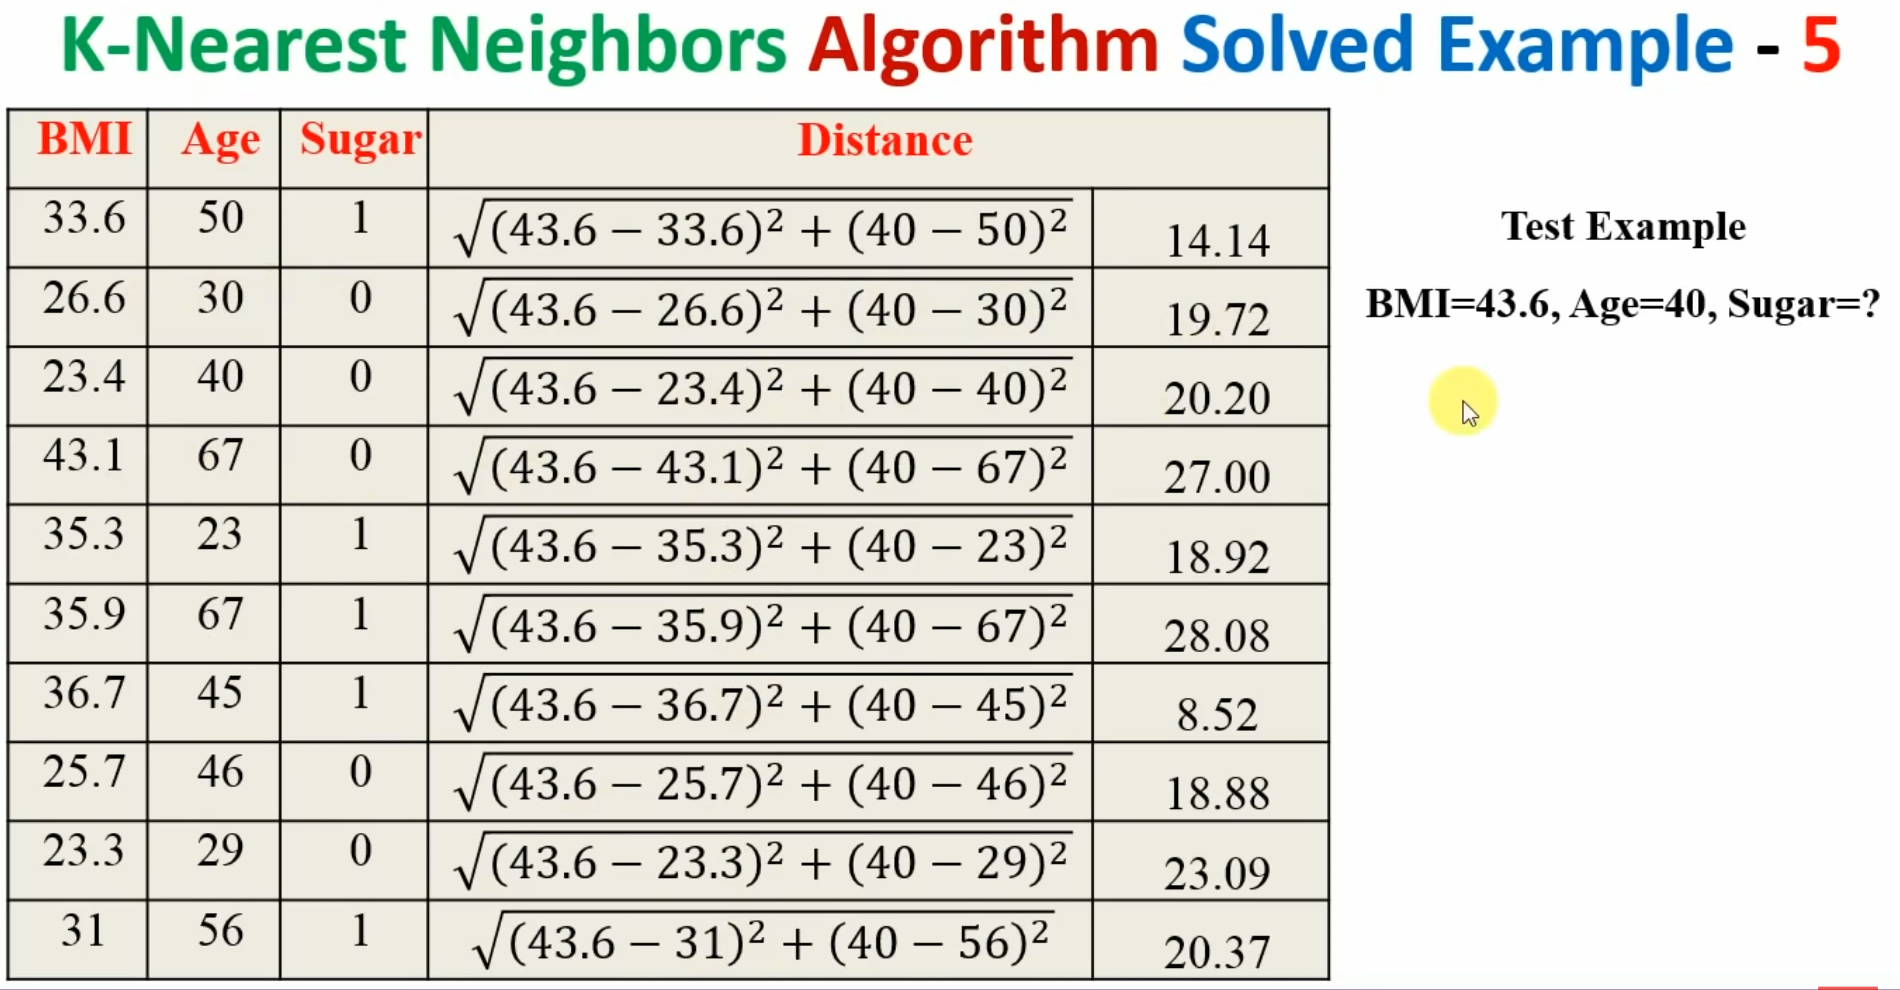 K-Nearest Neighbors Algorithm Solved Example - 5
BMI Age Sugar Distance
33.6 50 1 √(43.6 − 33.6)² + (40 − 50)² 14.14
26.6 30 0 √(43.6 − 26.6)² + (40 − 30)² 19.72
23.4 40 0 √(43.6 − 23.4)² + (40 − 40)² 20.20
43.1 67 0 √(43.6 − 43.1)² + (40 − 67)² 27.00
35.3 23 1 √(43.6 − 35.3)² + (40 − 23)² 18.92
35.9 67 1 √(43.6 − 35.9)² + (40 − 67)² 28.08
36.7 45 1 √(43.6 − 36.7)² + (40 − 45)² 8.52
25.7 46 0 √(43.6 − 25.7)² + (40 − 46)² 18.88
23.3 29 0 √(43.6 − 23.3)² + (40 − 29)² 23.09
31 56 1 √(43.6 − 31)² + (40 − 56)² 20.37
Test Example
BMI=43.6, Age=40, Sugar=?